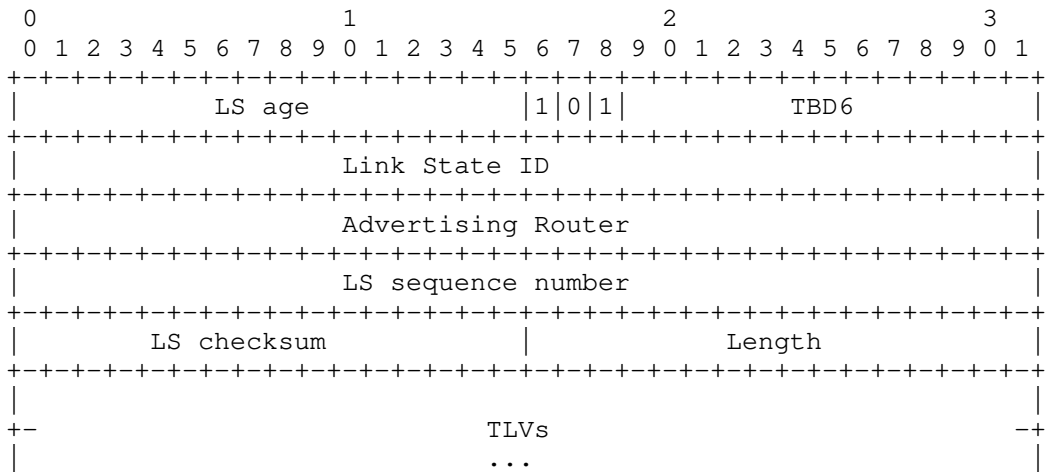 0                   1                   2                   3
 0 1 2 3 4 5 6 7 8 9 0 1 2 3 4 5 6 7 8 9 0 1 2 3 4 5 6 7 8 9 0 1
+-+-+-+-+-+-+-+-+-+-+-+-+-+-+-+-+-+-+-+-+-+-+-+-+-+-+-+-+-+-+-+-+
|            LS age             |1|0|1|          TBD6           |
+-+-+-+-+-+-+-+-+-+-+-+-+-+-+-+-+-+-+-+-+-+-+-+-+-+-+-+-+-+-+-+-+
|                    Link State ID                              |
+-+-+-+-+-+-+-+-+-+-+-+-+-+-+-+-+-+-+-+-+-+-+-+-+-+-+-+-+-+-+-+-+
|                    Advertising Router                         |
+-+-+-+-+-+-+-+-+-+-+-+-+-+-+-+-+-+-+-+-+-+-+-+-+-+-+-+-+-+-+-+-+
|                    LS sequence number                         |
+-+-+-+-+-+-+-+-+-+-+-+-+-+-+-+-+-+-+-+-+-+-+-+-+-+-+-+-+-+-+-+-+
|        LS checksum            |            Length             |
+-+-+-+-+-+-+-+-+-+-+-+-+-+-+-+-+-+-+-+-+-+-+-+-+-+-+-+-+-+-+-+-+
|                                                               |
+-                            TLVs                             -+
|                             ...                               |